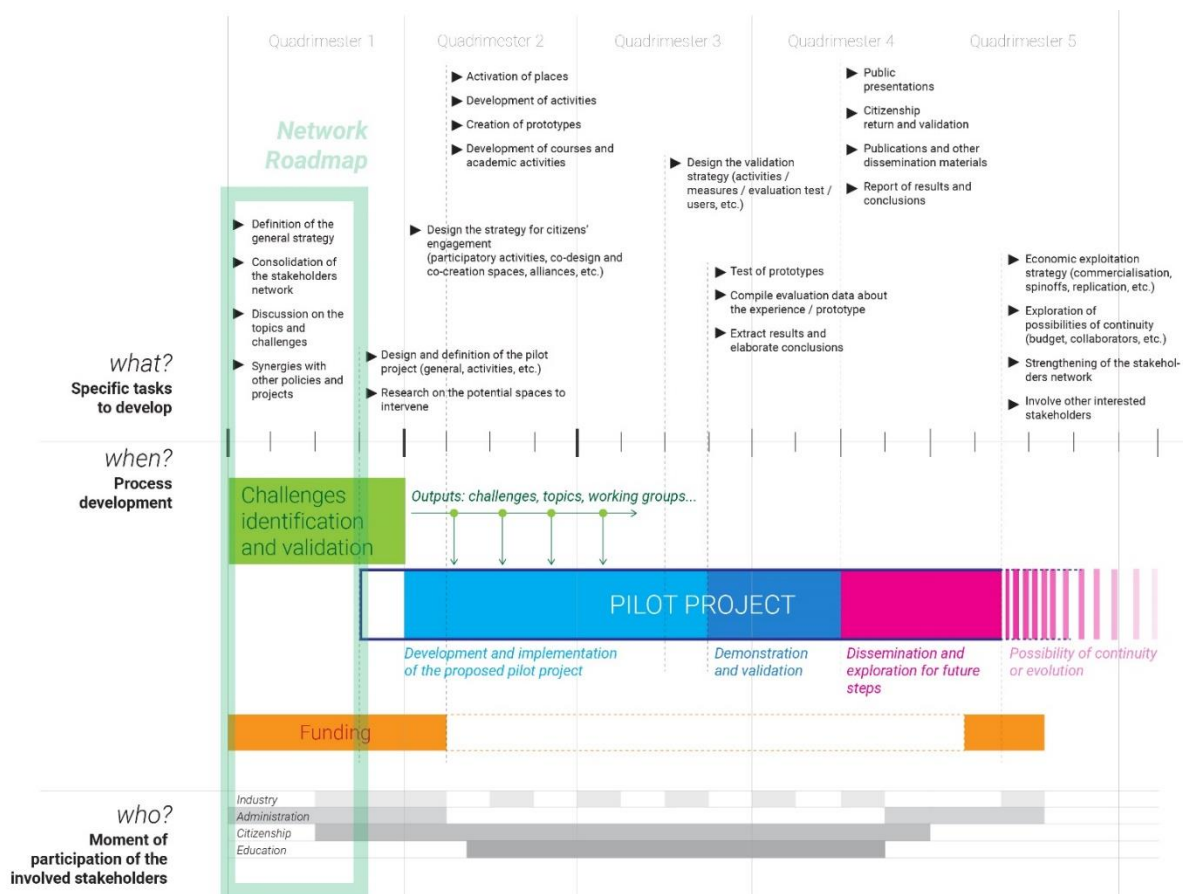 Quadrimester 1
Quadrimester 2
Quadrimester 3
Quadrimester 4
Quadrimester 5
Network
Roadmap
Definition of the
general strategy
Consolidation of
the stakeholders
network
Discussion on the
topics and
challenges
Synergies with
other policies and
projects
Activation of places
Development of activities
Creation of prototypes
Development of courses and
academic activities
Design the strategy for citizens'
engagement
(participatory activities, co-design and
co-creation spaces, alliances, etc.)
Design and definition of the pilot
project (general, activities, etc.)
Research on the potential spaces to
intervene
Design the validation
strategy (activities /
measures / evaluation test /
users, etc.)
Test of prototypes
Compile evaluation data about
the experience / prototype
Extract results and
elaborate conclusions
Public
presentations
Citizenship
return and validation
Publications and other
dissemination materials
Report of results and
conclusions
Economic exploitation
strategy (commercialisation,
spinoffs, replication, etc.)
Exploration of
possibilities of continuity
(budget, collaborators, etc.)
Strengthening of the stakehol-
ders network
Involve other interested
stakeholders
what?
Specific tasks
to develop
when?
Process
development
Challenges
identification
and validation
Outputs: challenges, topics, working groups...
PILOT PROJECT
Development and implementation
of the proposed pilot project
Demonstration
and validation
Dissemination and
exploration for future
steps
Possibility of continuity
or evolution
Funding
who?
Moment of
participation of the
involved stakeholders
Industry
Administration
Citizenship
Education